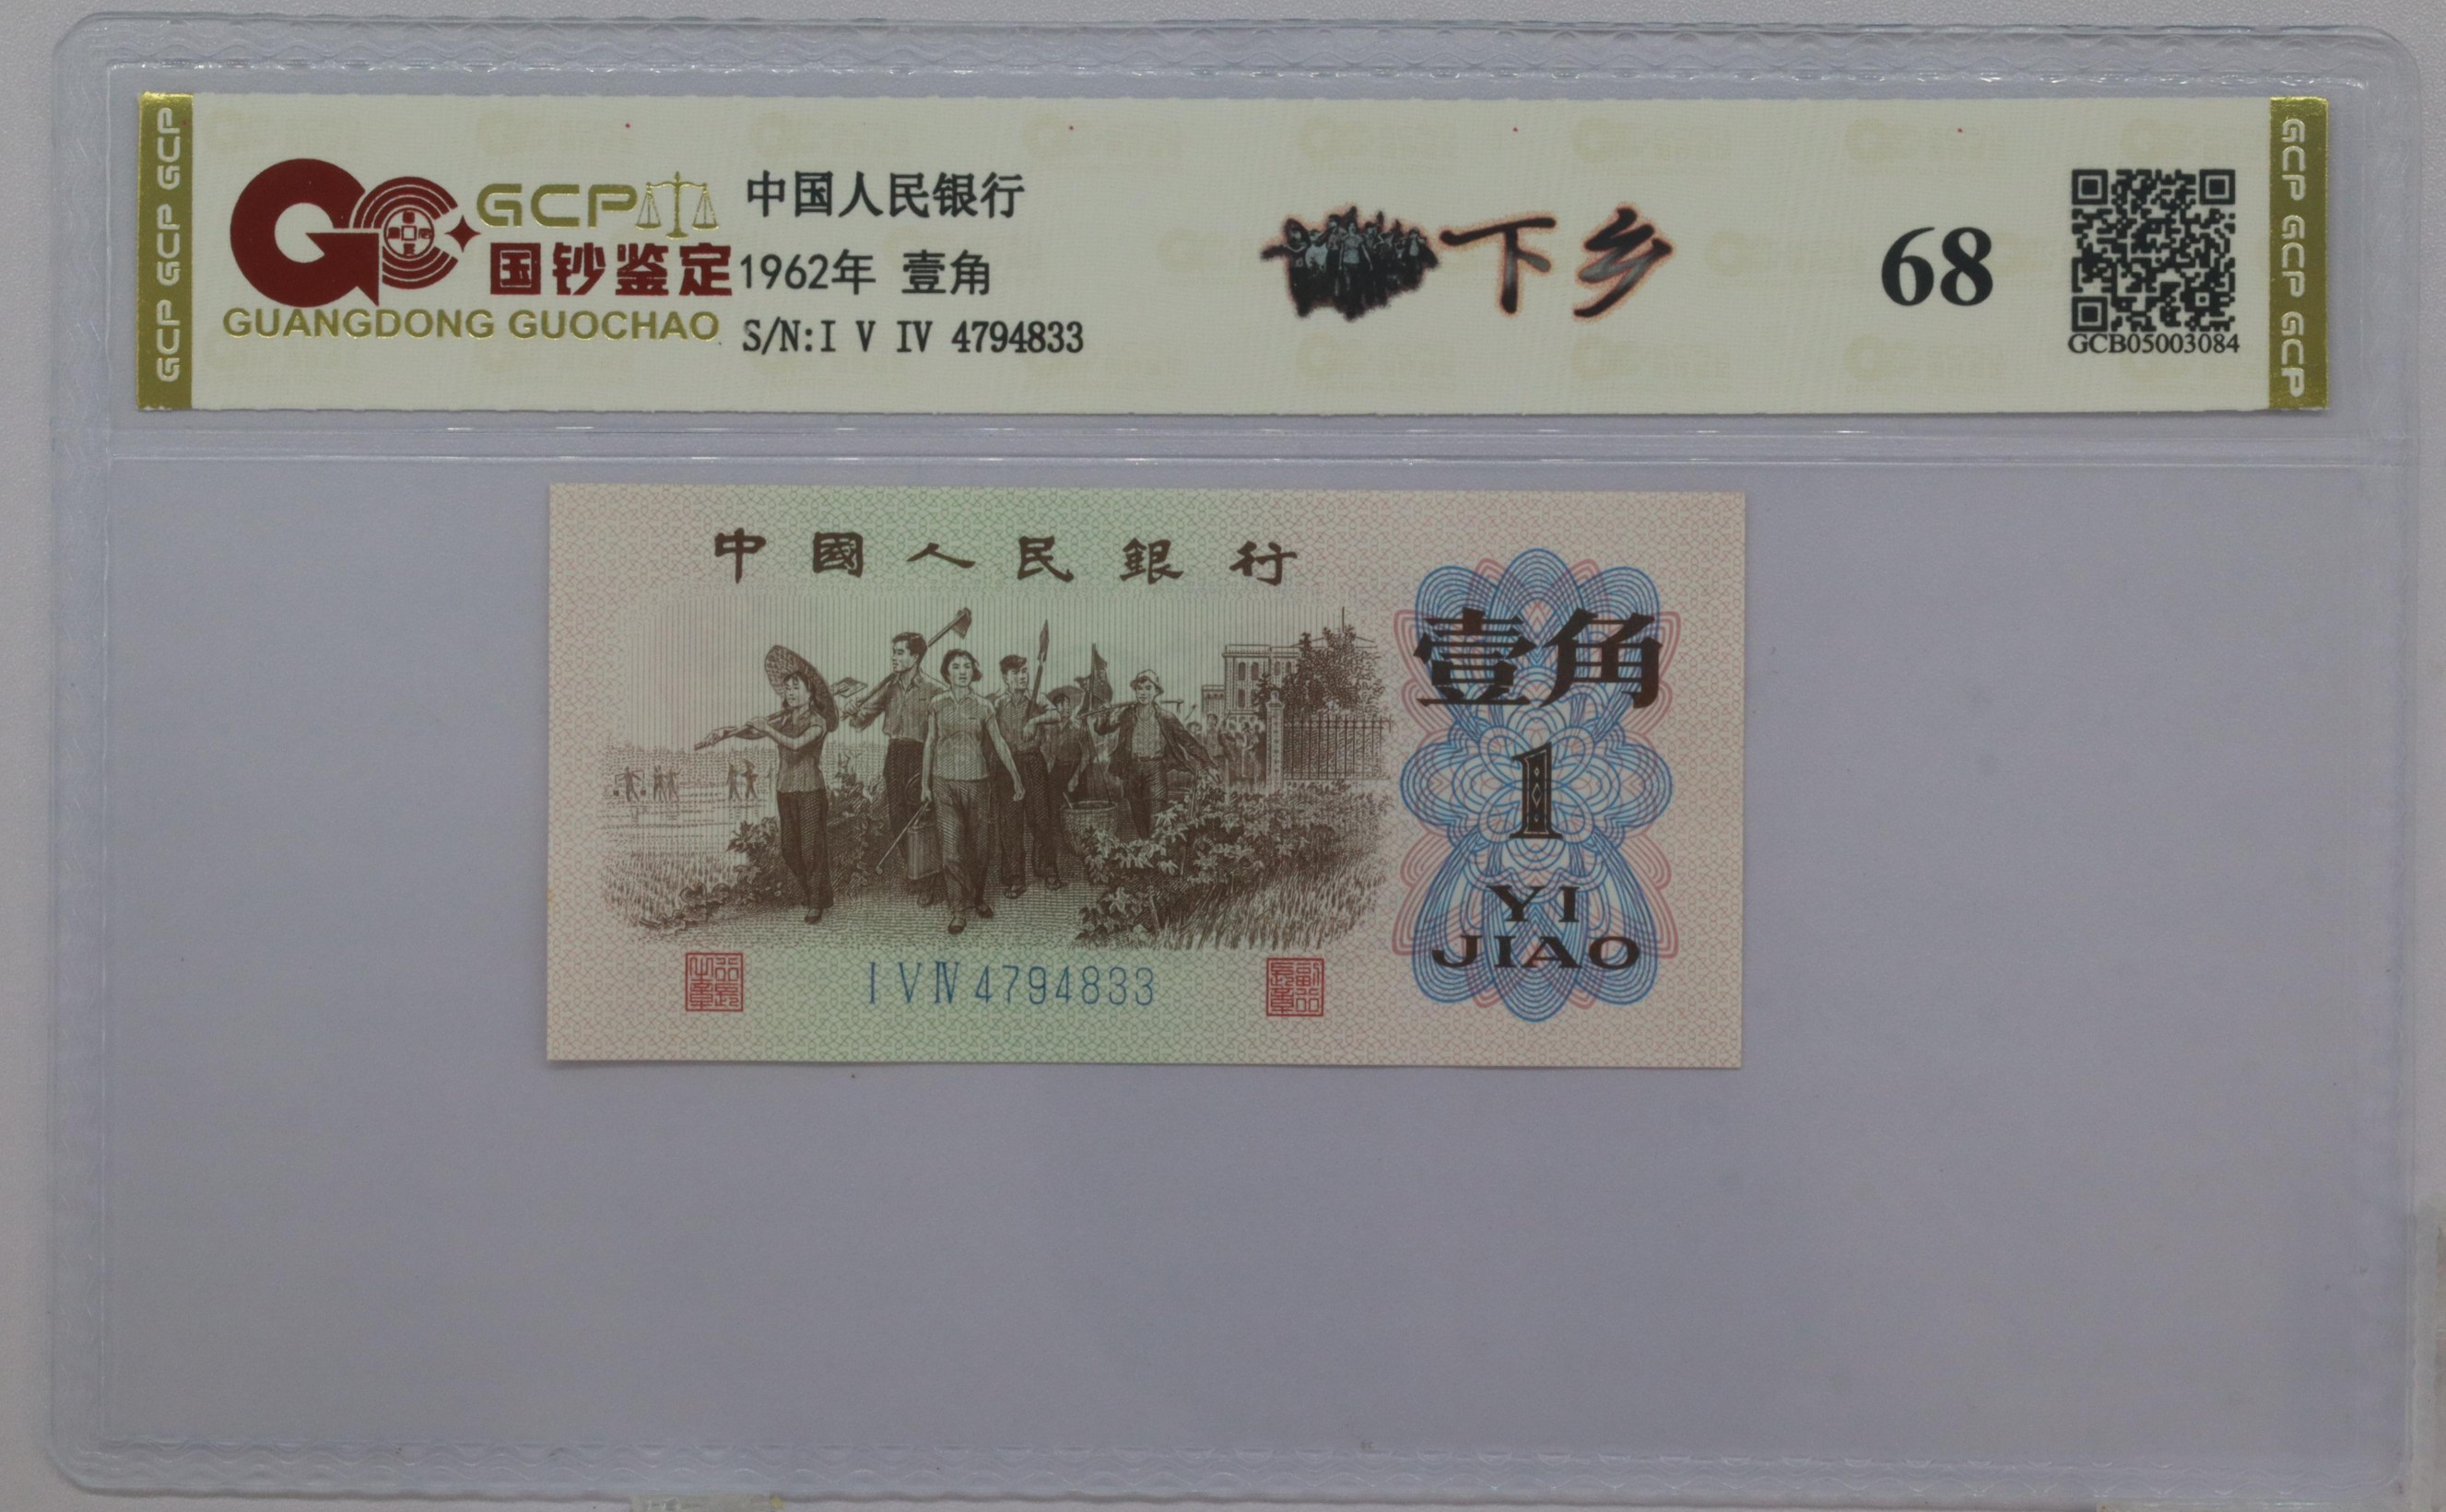 GCP GCP GCP
GCP
国钞鉴定
GUANGDONG GUOCHAO
中国人民银行
1962年 壹角
S/N:I V IV 4794833
下乡
68
GCB05003084
GCP GCP GCP
中國人民銀行
壹角
1
YI
JIAO
I V IV 4794833